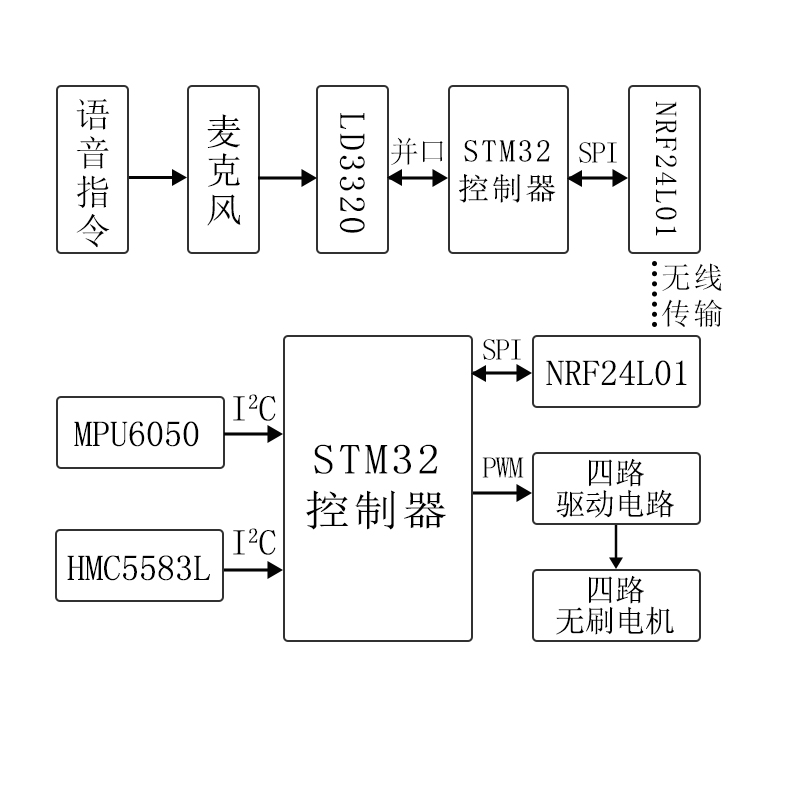 语音指令
麦克风
LD3320
并口
STM32
控制器
SPI
NRF24L01
无线
传输
SPI
NRF24L01
MPU6050
I²C
STM32
控制器
PWM
四路
驱动电路
HMC5583L
I²C
四路
无刷电机